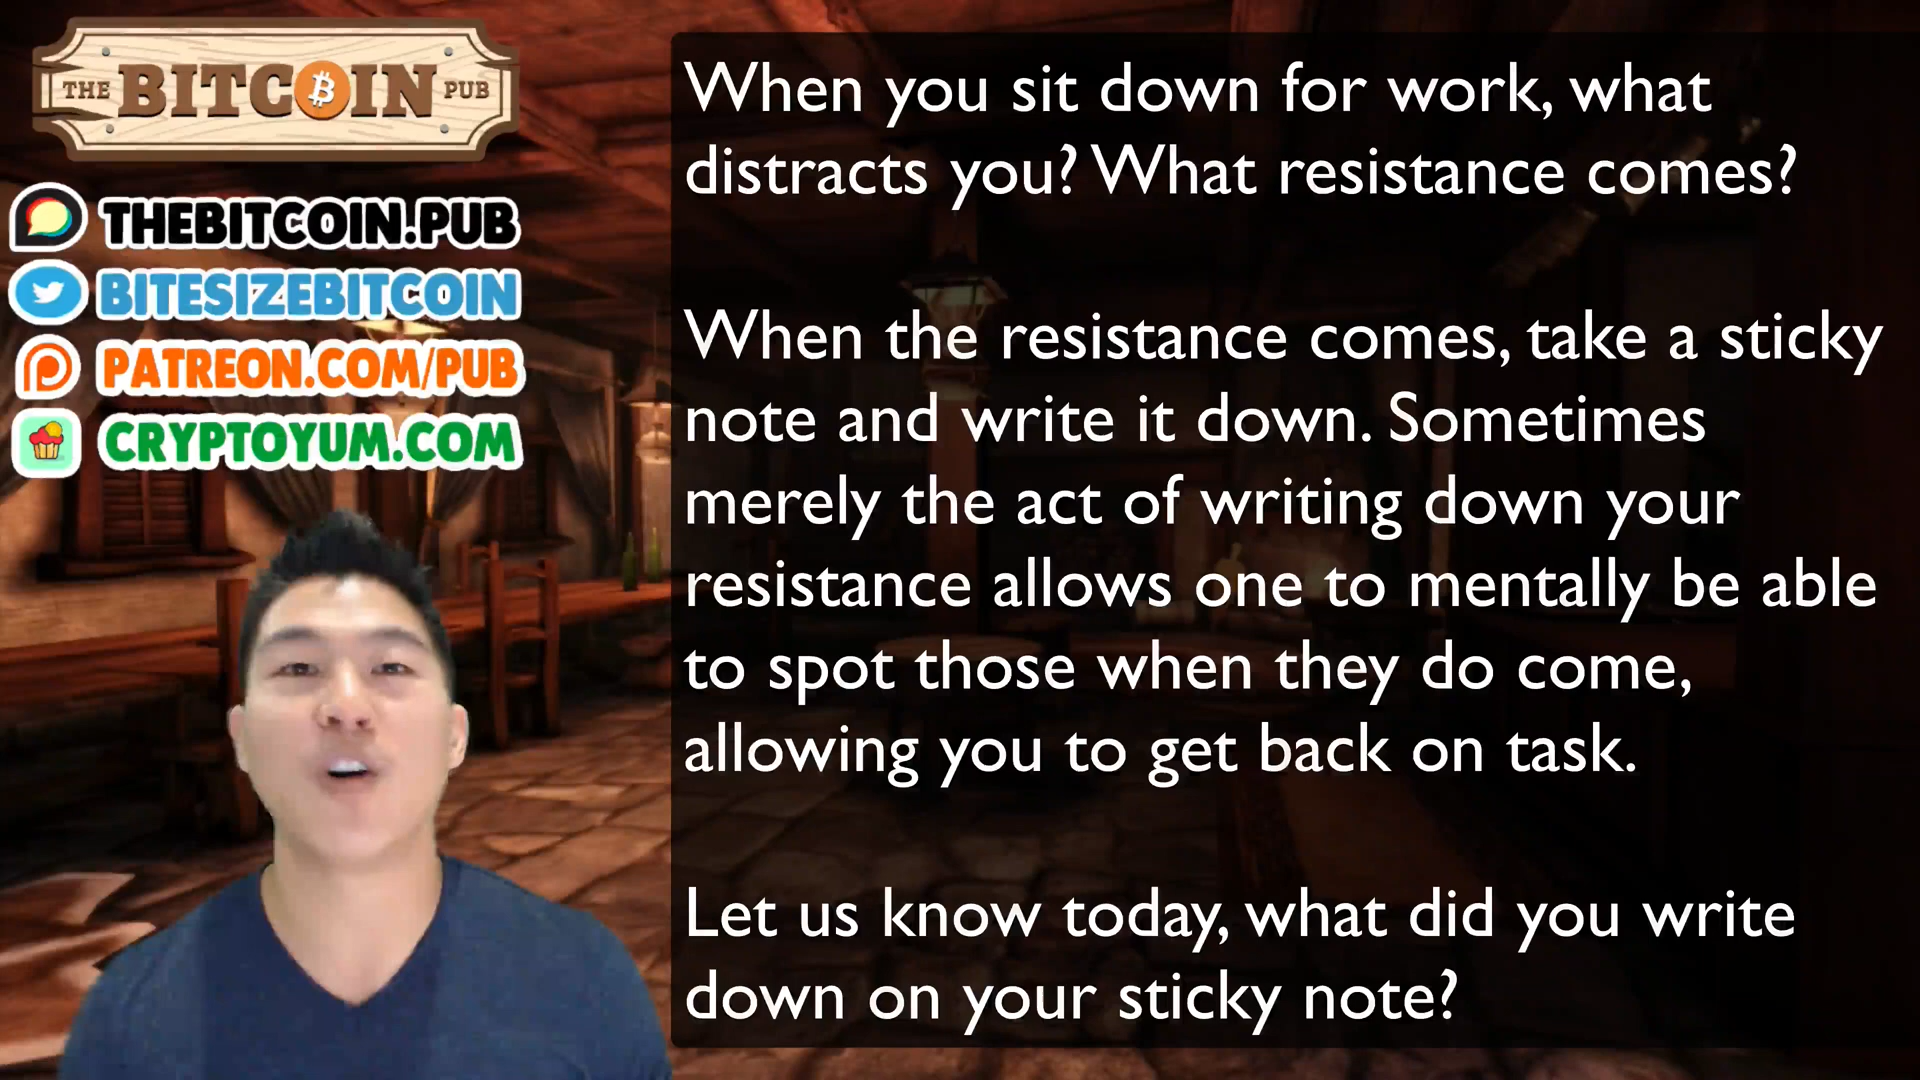 THE BITCOIN PUB
THEBITCOIN.PUB
BITESIZEBITCOIN
PATREON.COM/PUB
CRYPTOYUM.COM
When you sit down for work, what
distracts you? What resistance comes?
When the resistance comes, take a sticky
note and write it down. Sometimes
merely the act of writing down your
resistance allows one to mentally be able
to spot those when they do come,
allowing you to get back on task.
Let us know today, what did you write
down on your sticky note?